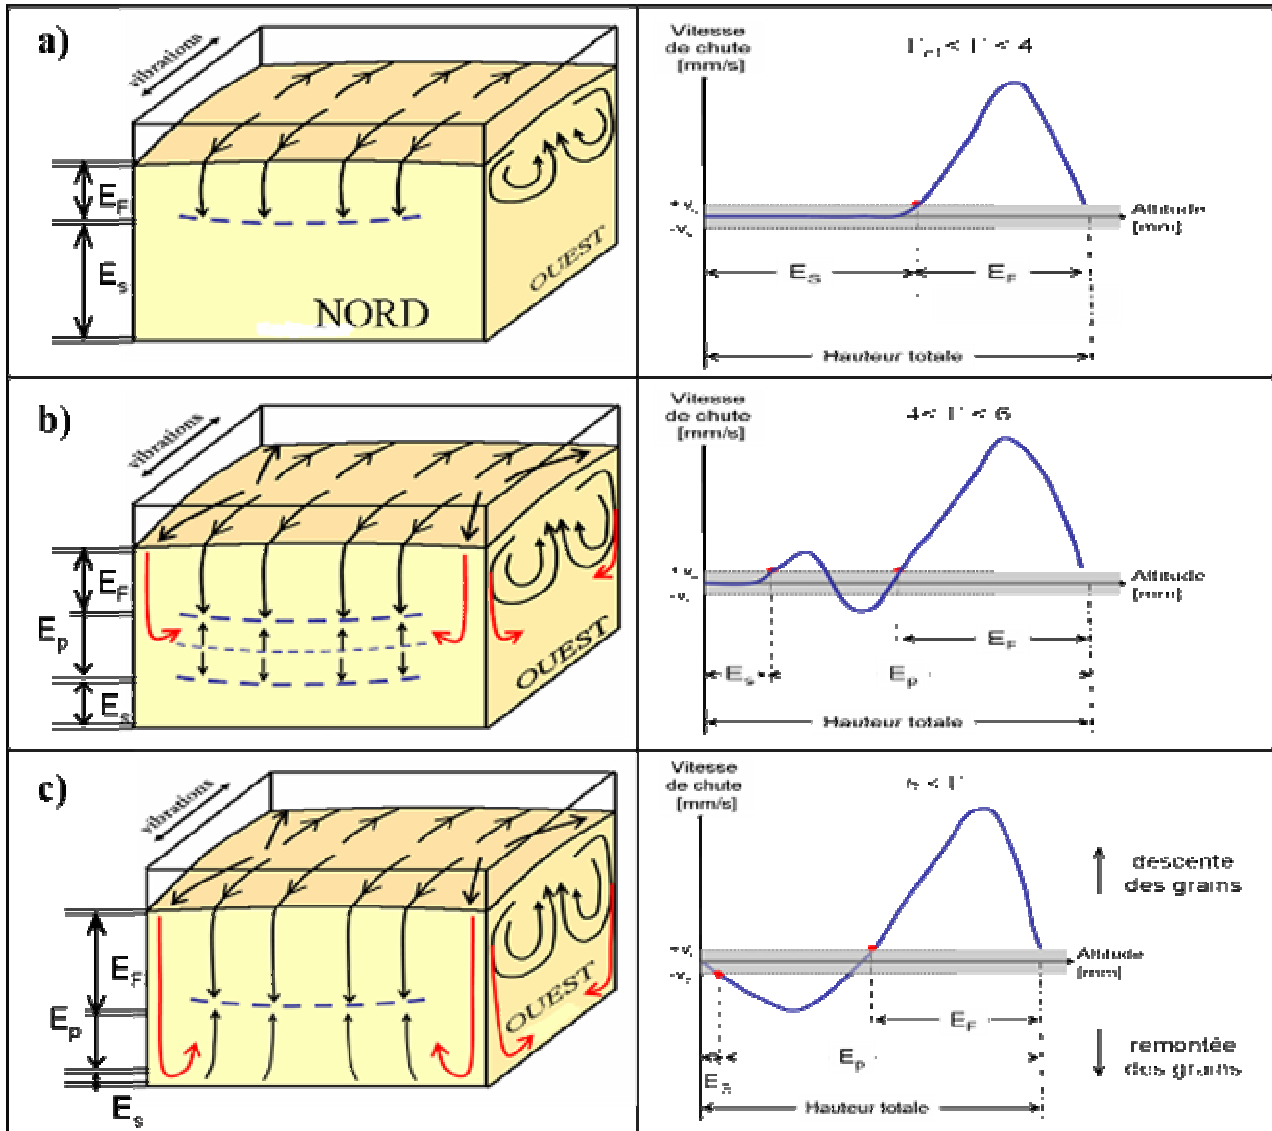 a)
vibrations
E_F
E_s
NORD
OUEST
Vitesse
de chute
[mm/s]
< Γ < 4
Altitude
[mm]
E_S
E_F
Hauteur totale
b)
vibrations
E_F
E_p
E_s
OUEST
Vitesse
de chute
[mm/s]
4 < Γ < 6
Altitude
[mm]
E_s
E_F
E_p
Hauteur totale
c)
vibrations
E_F
E_p
E_s
OUEST
Vitesse
de chute
[mm/s]
6 < Γ
descente
des grains
Altitude
[mm]
E_F
E_p
E_S
remontée
des grains
Hauteur totale